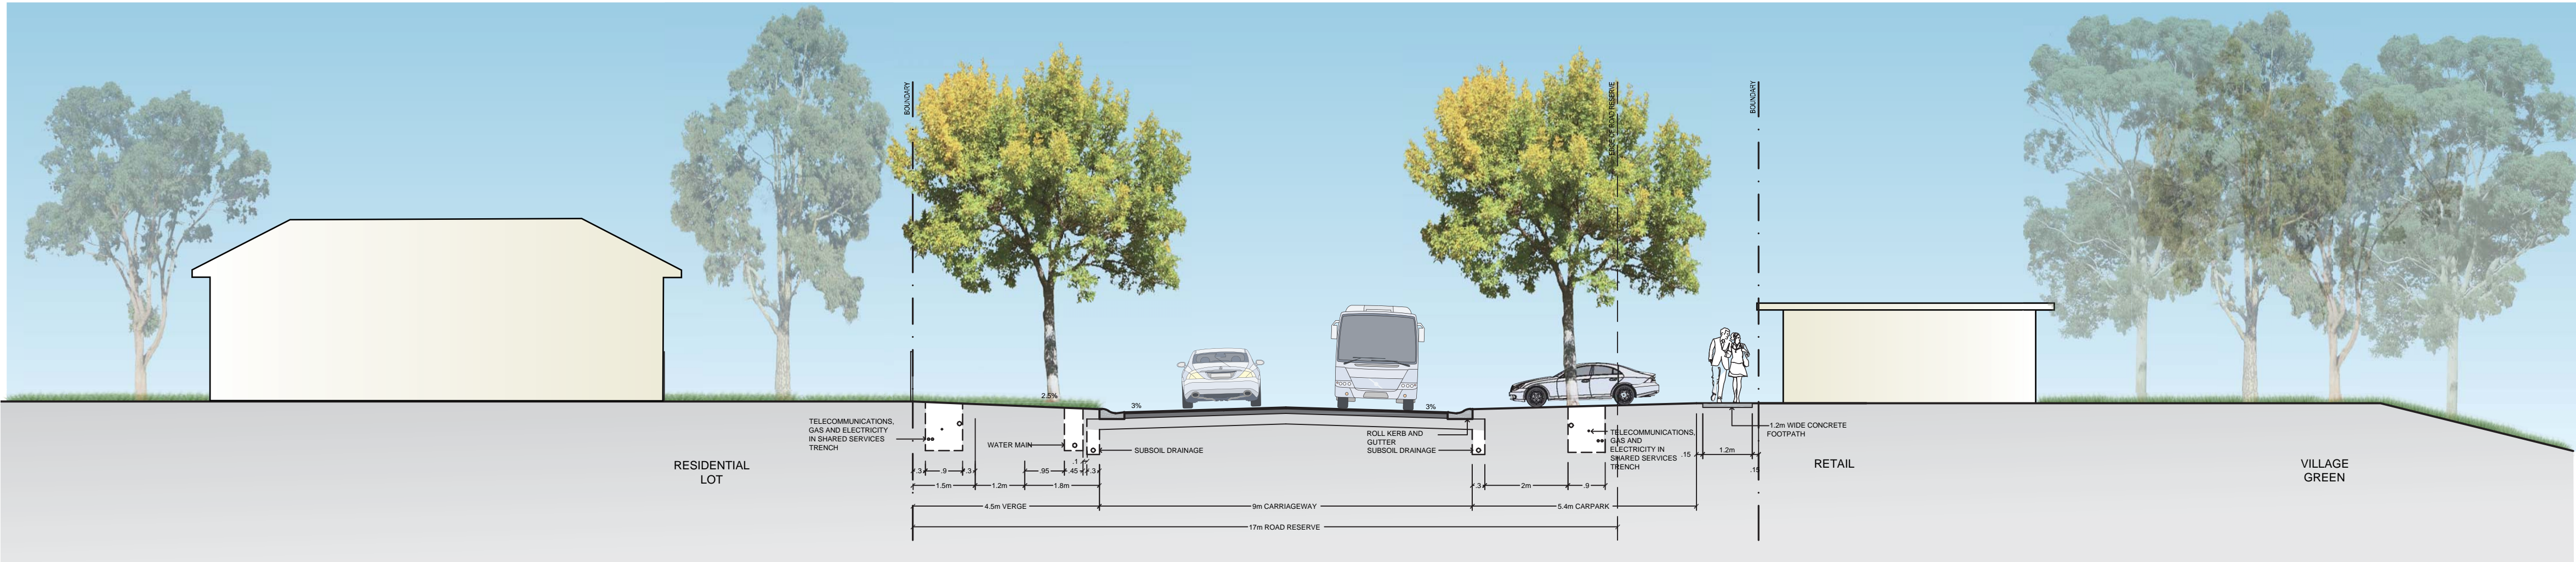 BOUNDARY
EDGE OF ROAD RESERVE
BOUNDARY
2.5%
3%
3%
TELECOMMUNICATIONS,
GAS AND ELECTRICITY
IN SHARED SERVICES
TRENCH
WATER MAIN
SUBSOIL DRAINAGE
ROLL KERB AND
GUTTER
SUBSOIL DRAINAGE
TELECOMMUNICATIONS,
GAS AND
ELECTRICITY IN
SHARED SERVICES
TRENCH
1.2m WIDE CONCRETE
FOOTPATH
RESIDENTIAL
LOT
RETAIL
VILLAGE
GREEN
.3
.9
.3
.95
.45
.1
.3
.15
1.2m
.15
1.5m
1.2m
1.8m
.3
2m
.9
4.5m VERGE
9m CARRIAGEWAY
5.4m CARPARK
17m ROAD RESERVE